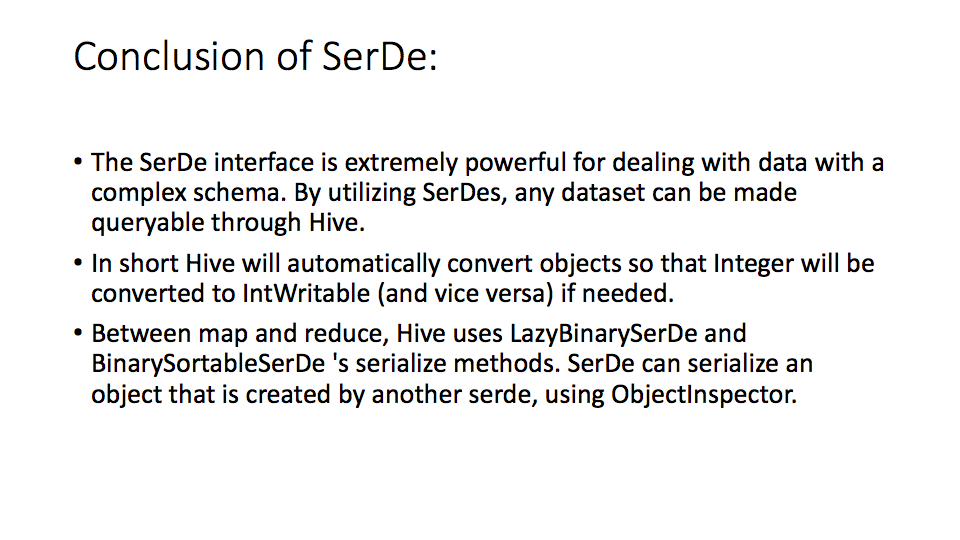 Conclusion of SerDe:
• The SerDe interface is extremely powerful for dealing with data with a
complex schema. By utilizing SerDes, any dataset can be made
queryable through Hive.
• In short Hive will automatically convert objects so that Integer will be
converted to IntWritable (and vice versa) if needed.
• Between map and reduce, Hive uses LazyBinarySerDe and
BinarySortableSerDe 's serialize methods. SerDe can serialize an
object that is created by another serde, using ObjectInspector.